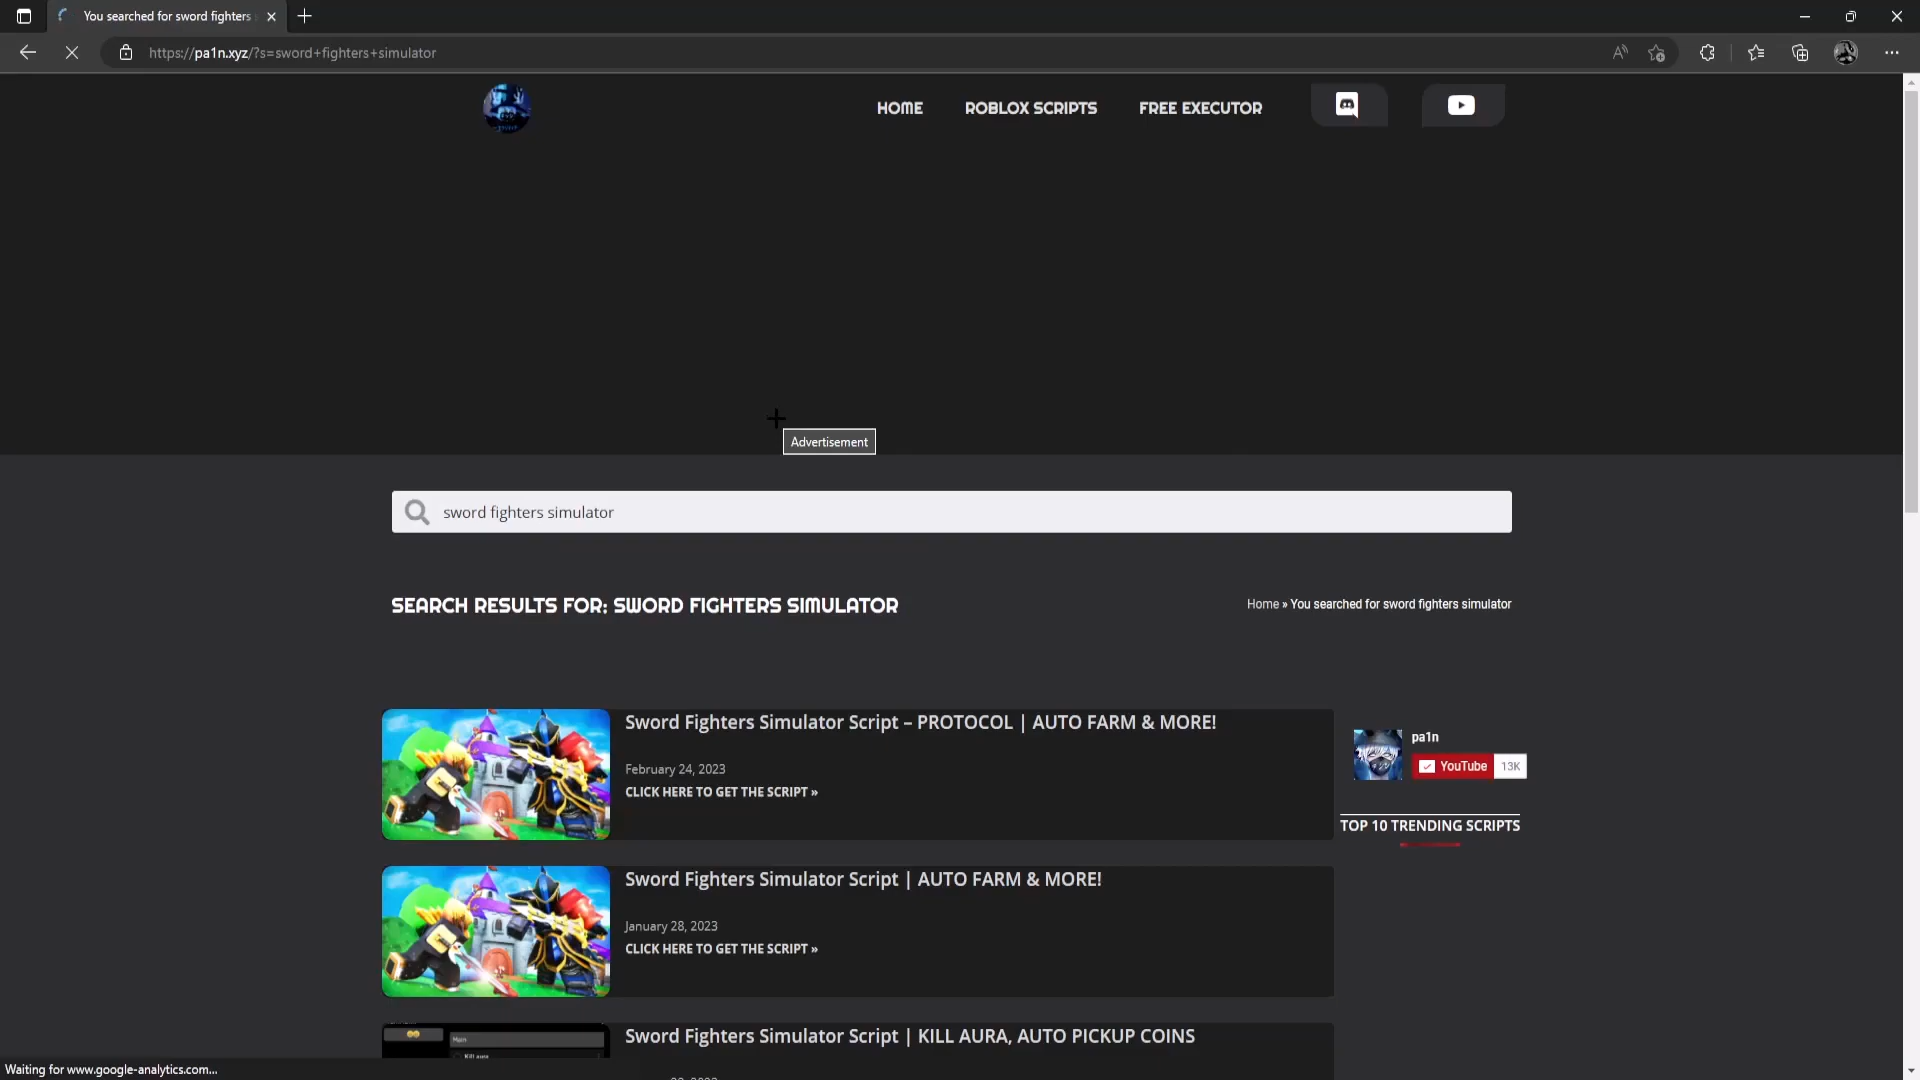 You searched for sword fighters
https://pa1n.xyz/?s=sword+fighters+simulator
HOME
ROBLOX SCRIPTS
FREE EXECUTOR
Advertisement
sword fighters simulator
SEARCH RESULTS FOR: SWORD FIGHTERS SIMULATOR
Home » You searched for sword fighters simulator
Sword Fighters Simulator Script – PROTOCOL | AUTO FARM & MORE!
February 24, 2023
CLICK HERE TO GET THE SCRIPT »
pa1n
YouTube 13K
TOP 10 TRENDING SCRIPTS
Sword Fighters Simulator Script | AUTO FARM & MORE!
January 28, 2023
CLICK HERE TO GET THE SCRIPT »
Sword Fighters Simulator Script | KILL AURA, AUTO PICKUP COINS
Main
Kill aura
Waiting for www.google-analytics.com...